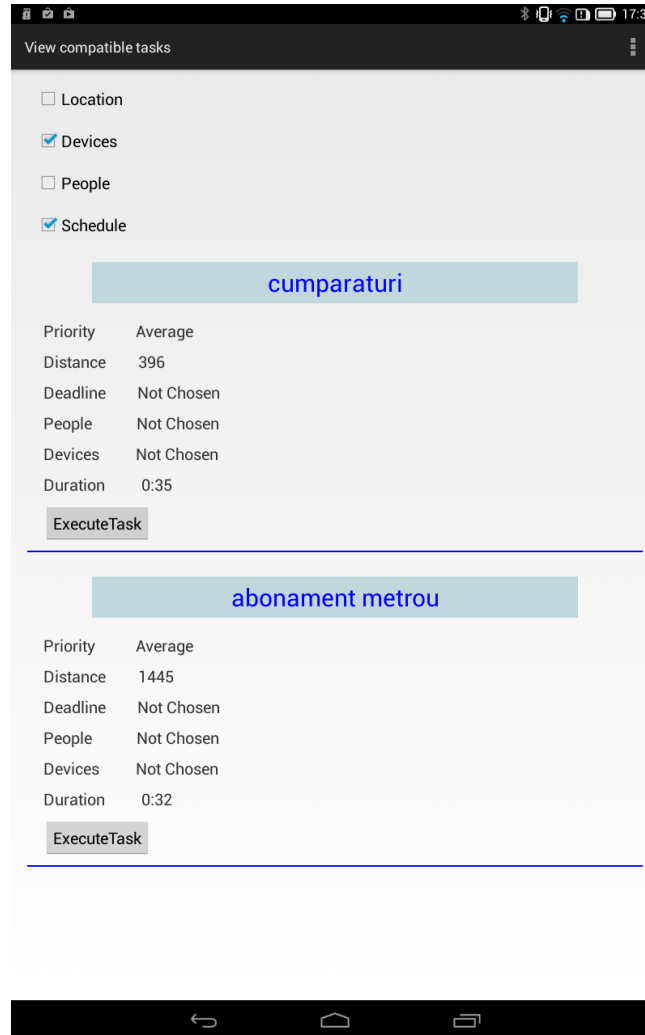 17:3
View compatible tasks
Location
Devices
People
Schedule
cumparaturi
Priority Average
Distance 396
Deadline Not Chosen
People Not Chosen
Devices Not Chosen
Duration 0:35
ExecuteTask
abonament metrou
Priority Average
Distance 1445
Deadline Not Chosen
People Not Chosen
Devices Not Chosen
Duration 0:32
ExecuteTask